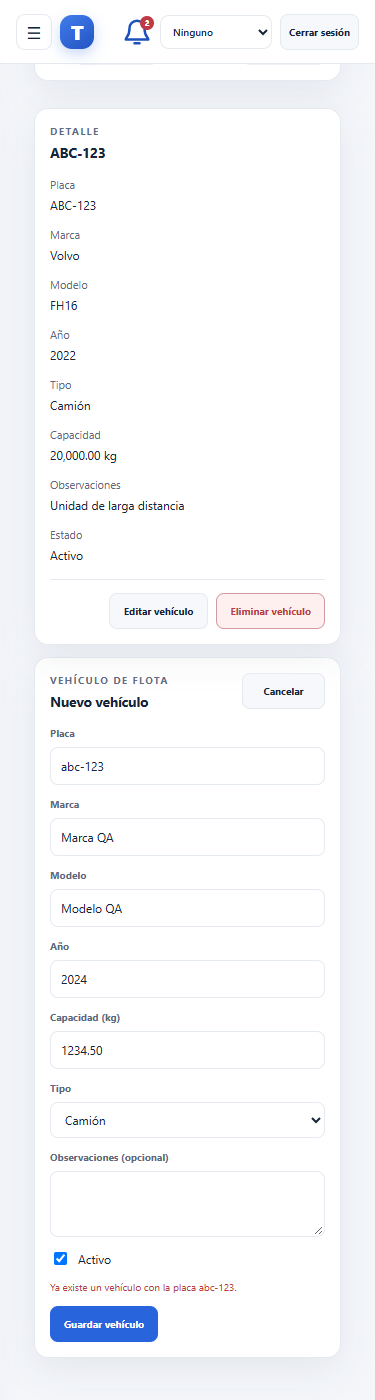 ☰
T
2
Ninguno
Cerrar sesión
DETALLE
ABC-123
Placa
ABC-123
Marca
Volvo
Modelo
FH16
Año
2022
Tipo
Camión
Capacidad
20,000.00 kg
Observaciones
Unidad de larga distancia
Estado
Activo
Editar vehículo
Eliminar vehículo
VEHÍCULO DE FLOTA
Nuevo vehículo
Cancelar
Placa
abc-123
Marca
Marca QA
Modelo
Modelo QA
Año
2024
Capacidad (kg)
1234.50
Tipo
Camión
Observaciones (opcional)
Activo
Ya existe un vehículo con la placa abc-123.
Guardar vehículo